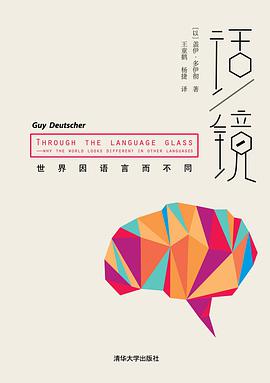 话/镜
[以] 盖伊·多伊彻 著
王童鹤 杨捷 译
Guy Deutscher
THROUGH THE LANGUAGE GLASS
——WHY THE WORLD LOOKS DIFFERENT IN OTHER LANGUAGES
世界因语言而不同
清华大学出版社